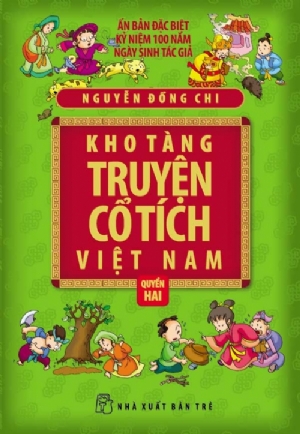 ẤN BẢN ĐẶC BIỆT
KỶ NIỆM 100 NĂM
NGÀY SINH TÁC GIẢ
NGUYỄN ĐỔNG CHI
KHO TÀNG
TRUYỆN
CỔ TÍCH
VIỆT NAM
QUYỂN
HAI
NHÀ XUẤT BẢN TRẺ